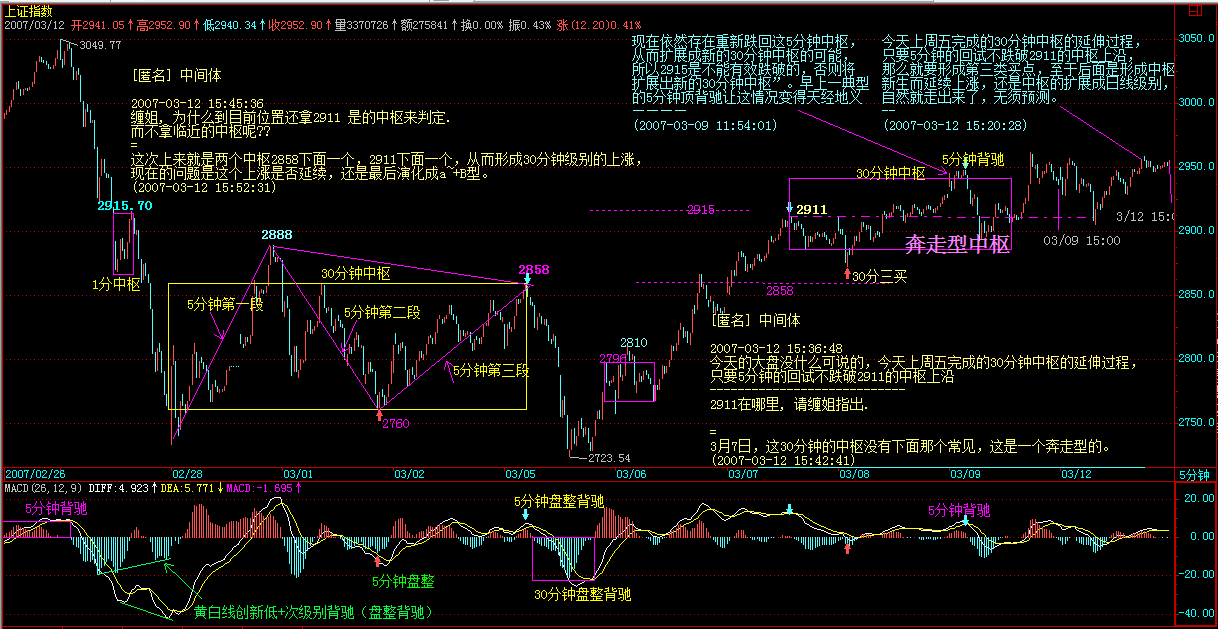 上证指数
2007/03/12 开2941.05↑高2952.90↑低2940.34↑收2952.90↑量3370726↑额275841↑换0.00% 振0.43% 涨(12.20)0.41%
3049.77
[匿名] 中间体
2007-03-12 15:45:36
缠姐, 为什么到目前位置还拿2911 是的中枢来判定.
而不拿临近的中枢呢??
=
这次上来就是两个中枢2858下面一个，2911下面一个，从而形成30分钟级别的上涨，
现在的问题是这个上涨是否延续，还是最后演化成a~+B型。
(2007-03-12 15:52:31)
现在依然存在重新跌回这5分钟中枢，
从而扩展成新的30分钟中枢的可能，
所以2915是不能有效跌破的，否则将
扩展出新的30分钟中枢”。早上一典型
的5分钟顶背驰让这情况变得天经地义
－－－－
(2007-03-09 11:54:01)
今天上周五完成的30分钟中枢的延伸过程，
只要5分钟的回试不跌破2911的中枢上沿，
那么就要形成第三类买点，至于后面是形成中枢
新生而延续上涨，还是中枢的扩展成日线级别，
自然就走出来了，无须预测。
--
(2007-03-12 15:20:28)
3050.0
3000.0
2950.0
2900.0
2850.0
2800.0
2750.0
2915.70
1分中枢
2888
30分钟中枢
2858
5分钟第一段
5分钟第二段
5分钟第三段
2760
2723.54
2796
2810
2915
2858
30分钟中枢
5分钟背驰
2911
奔走型中枢
30分三买
03/09 15:00
3/12 15:0
[匿名] 中间体
2007-03-12 15:36:48
今天的大盘没什么可说的，今天上周五完成的30分钟中枢的延伸过程，
只要5分钟的回试不跌破2911的中枢上沿
----------------------------
2911在哪里, 请缠姐指出.
=
3月7日，这30分钟的中枢没有下面那个常见，这是一个奔走型的。
(2007-03-12 15:42:41)
2007/02/26
02/28
03/01
03/02
03/05
03/06
03/07
03/08
03/09
03/12
5分钟
MACD(26,12,9) DIFF:4.923↑DEA:5.771↓MACD:-1.695↑
5分钟背驰
5分钟盘整背驰
5分钟背驰
5分钟盘整
30分钟盘整背驰
黄白线创新低+次级别背驰（盘整背驰）
20.00
0.00
-20.00
-40.00